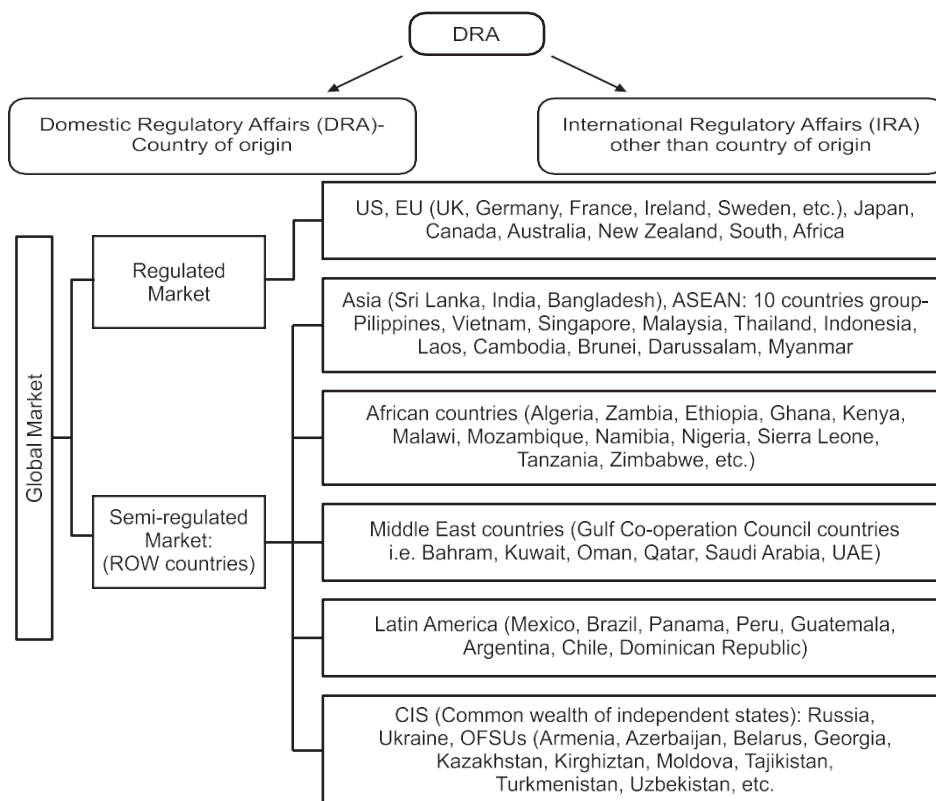 DRA
Domestic Regulatory Affairs (DRA)-
Country of origin
International Regulatory Affairs (IRA)
other than country of origin
Global Market
Regulated
Market
US, EU (UK, Germany, France, Ireland, Sweden, etc.), Japan,
Canada, Australia, New Zealand, South, Africa
Semi-regulated
Market:
(ROW countries)
Asia (Sri Lanka, India, Bangladesh), ASEAN: 10 countries group-
Pilippines, Vietnam, Singapore, Malaysia, Thailand, Indonesia,
Laos, Cambodia, Brunei, Darussalam, Myanmar
African countries (Algeria, Zambia, Ethiopia, Ghana, Kenya,
Malawi, Mozambique, Namibia, Nigeria, Sierra Leone,
Tanzania, Zimbabwe, etc.)
Middle East countries (Gulf Co-operation Council countries
i.e. Bahram, Kuwait, Oman, Qatar, Saudi Arabia, UAE)
Latin America (Mexico, Brazil, Panama, Peru, Guatemala,
Argentina, Chile, Dominican Republic)
CIS (Common wealth of independent states): Russia,
Ukraine, OFSUs (Armenia, Azerbaijan, Belarus, Georgia,
Kazakhstan, Kirghiztan, Moldova, Tajikistan,
Turkmenistan, Uzbekistan, etc.